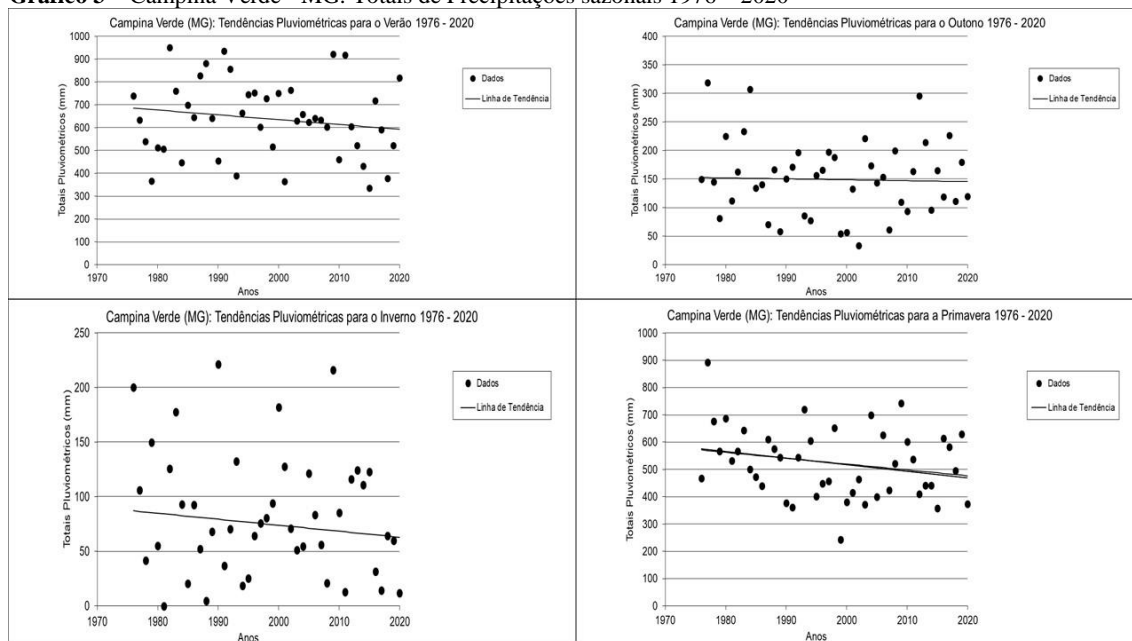 Gráfico 3 – Campina Verde - MG: Totais de Precipitações sazonais 1976 – 2020
Campina Verde (MG): Tendências Pluviométricas para o Verão 1976 - 2020
Totais Pluviométricos (mm)
1000
900
800
700
600
500
400
300
200
100
0
1970 1980 1990 2000 2010 2020
Anos
Dados
Linha de Tendência
Campina Verde (MG): Tendências Pluviométricas para o Outono 1976 - 2020
Totais Pluviométricos (mm)
400
350
300
250
200
150
100
50
0
1970 1980 1990 2000 2010 2020
Anos
Dados
Linha de Tendência
Campina Verde (MG): Tendências Pluviométricas para o Inverno 1976 - 2020
Totais Pluviométricos (mm)
250
200
150
100
50
0
1970 1980 1990 2000 2010 2020
Anos
Dados
Linha de Tendência
Campina Verde (MG): Tendências Pluviométricas para a Primavera 1976 - 2020
Totais Pluviométricos (mm)
1000
900
800
700
600
500
400
300
200
100
0
1970 1980 1990 2000 2010 2020
Anos
Dados
Linha de Tendência